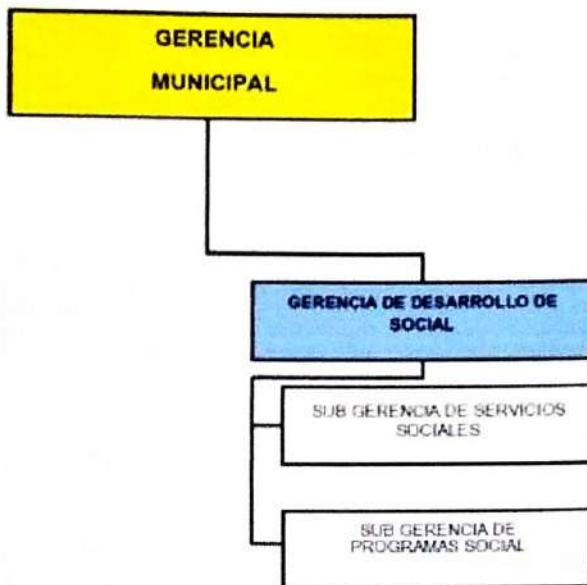 GERENCIA
MUNICIPAL
GERENCIA DE DESARROLLO DE
SOCIAL
SUB GERENCIA DE SERVICIOS
SOCIALES
SUB GERENCIA DE
PROGRAMAS SOCIAL